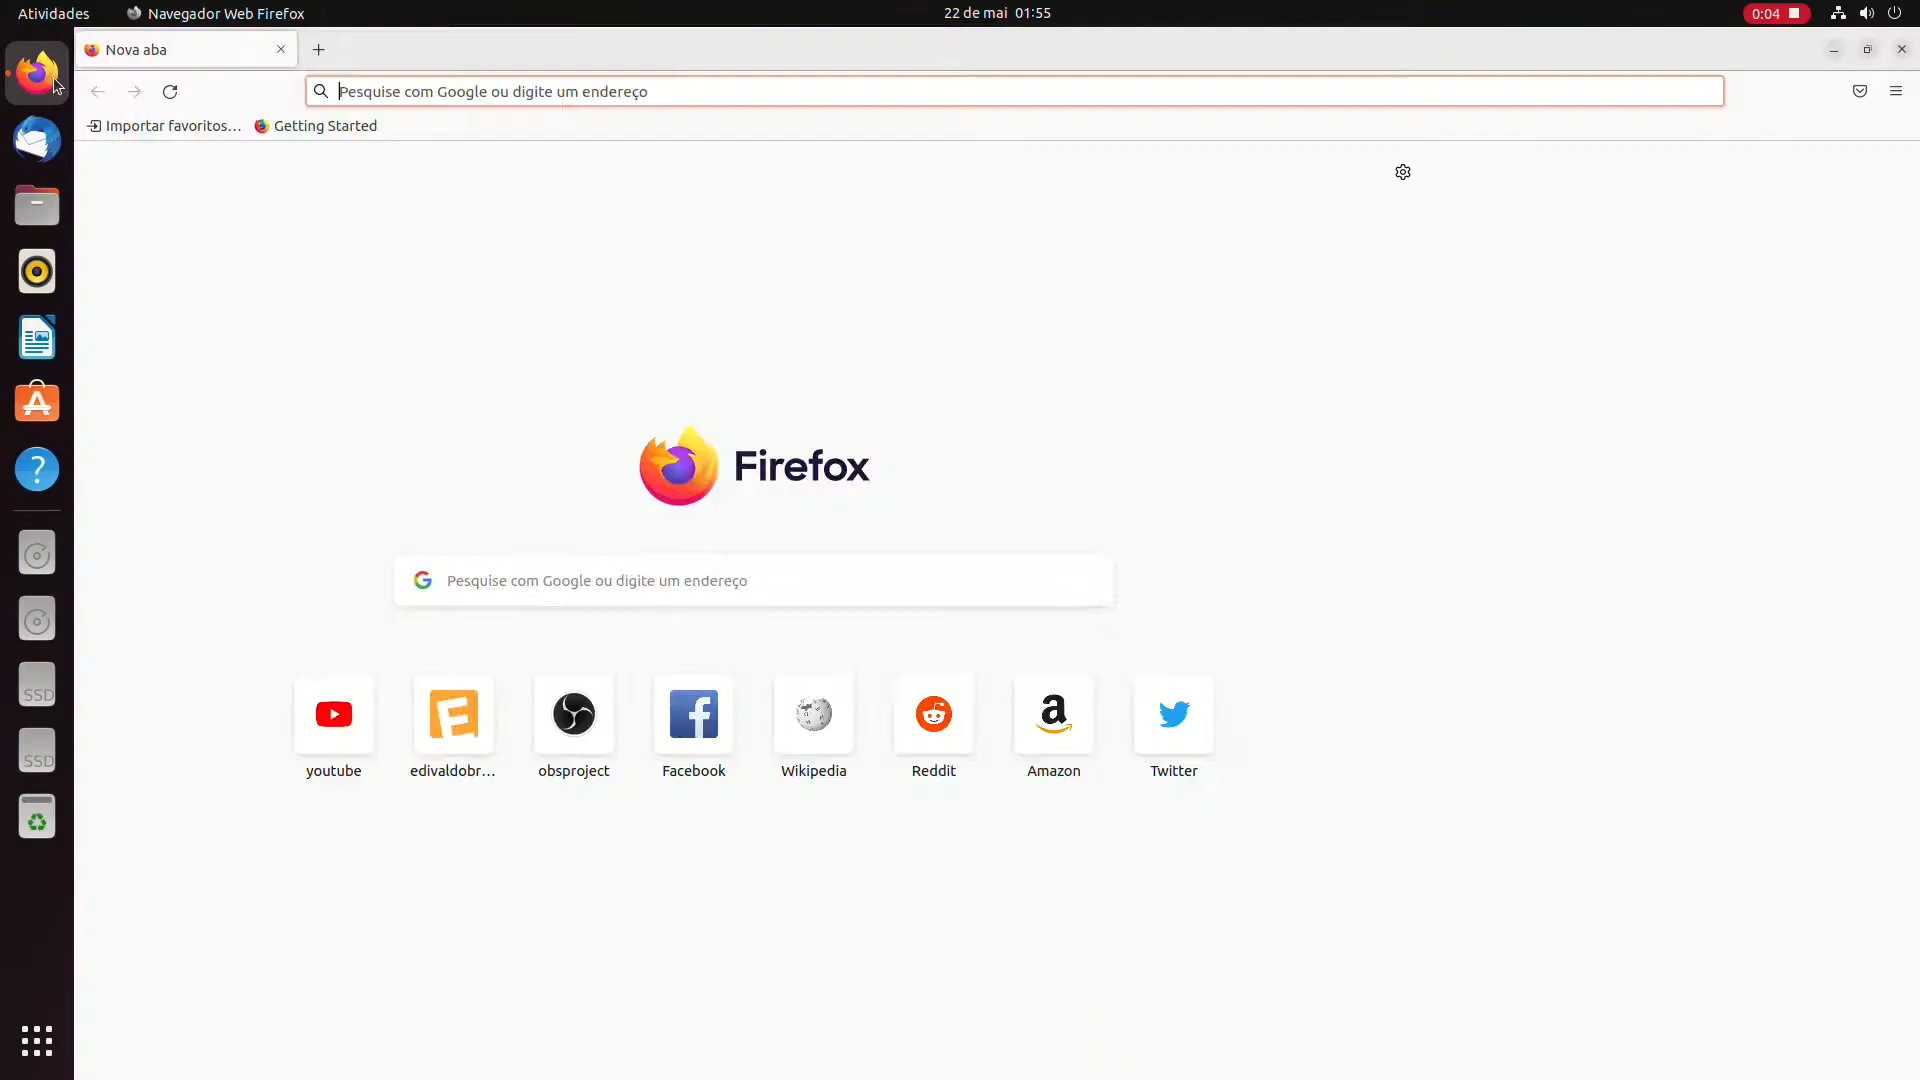 Atividades
Navegador Web Firefox
22 de mai 01:55
0:04
Nova aba
Pesquise com Google ou digite um endereço
Importar favoritos...
Getting Started
Firefox
Pesquise com Google ou digite um endereço
SSD
SSD
youtube
edivaldobr...
obsproject
Facebook
Wikipedia
Reddit
Amazon
Twitter